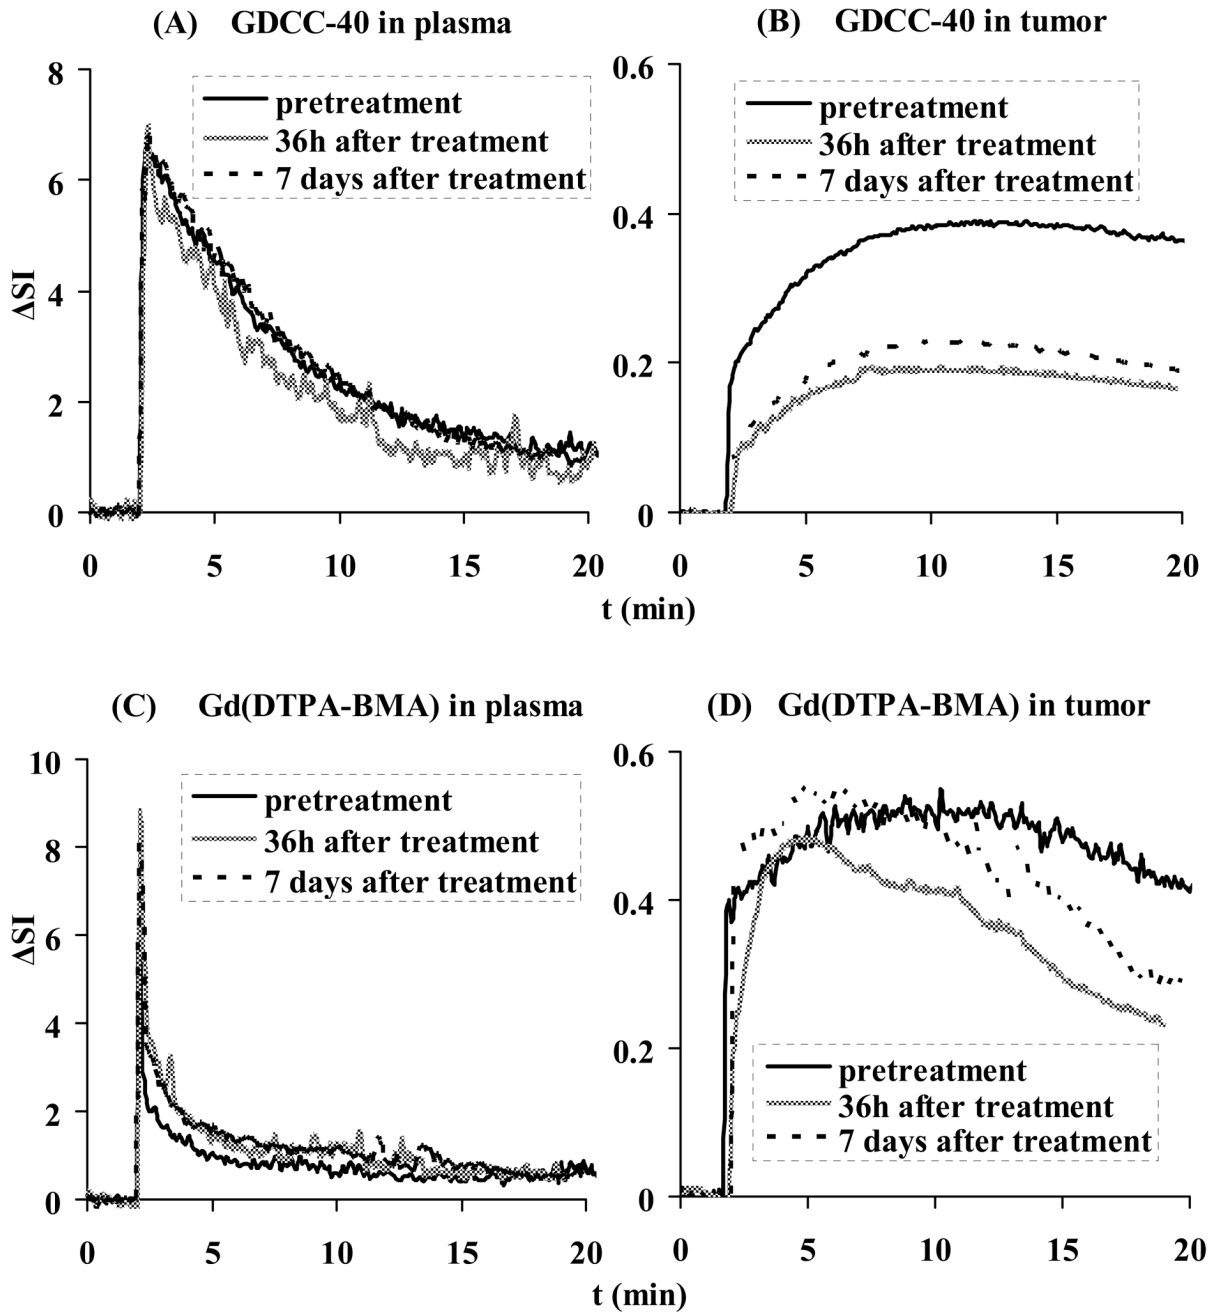 (A) GDCC-40 in plasma
8
6
4
2
0
ΔSI
pretreatment
36h after treatment
7 days after treatment
0 5 10 15 20
(B) GDCC-40 in tumor
0.6
0.4
0.2
0
pretreatment
36h after treatment
7 days after treatment
0 5 10 15 20
t (min)
(C) Gd(DTPA-BMA) in plasma
10
8
6
4
2
0
ΔSI
pretreatment
36h after treatment
7 days after treatment
0 5 10 15 20
(D) Gd(DTPA-BMA) in tumor
0.6
0.4
0.2
0
pretreatment
36h after treatment
7 days after treatment
0 5 10 15 20
t (min)